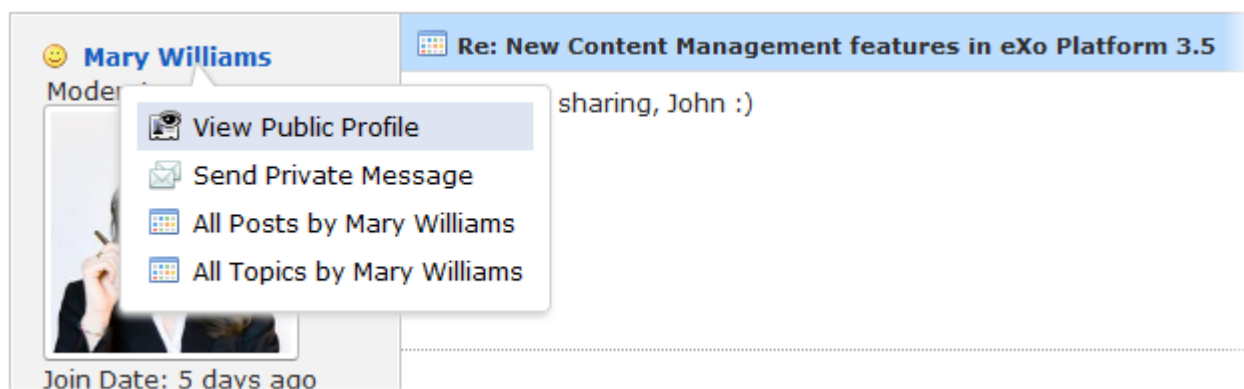 Mary Williams
Re: New Content Management features in eXo Platform 3.5
sharing, John :)
View Public Profile
Send Private Message
All Posts by Mary Williams
All Topics by Mary Williams
Join Date: 5 days ago